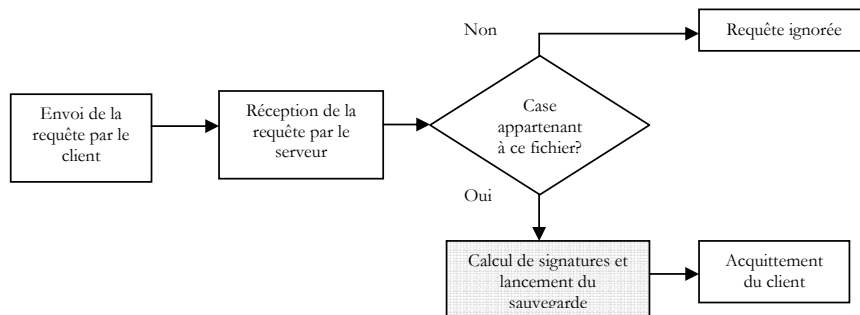 Non
Requête ignorée
Envoi de la
requête par le
client
Réception de la
requête par le
serveur
Case
appartenant
à ce fichier?
Oui
Calcul de signatures et
lancement du
sauvegarde
Acquittement
du client